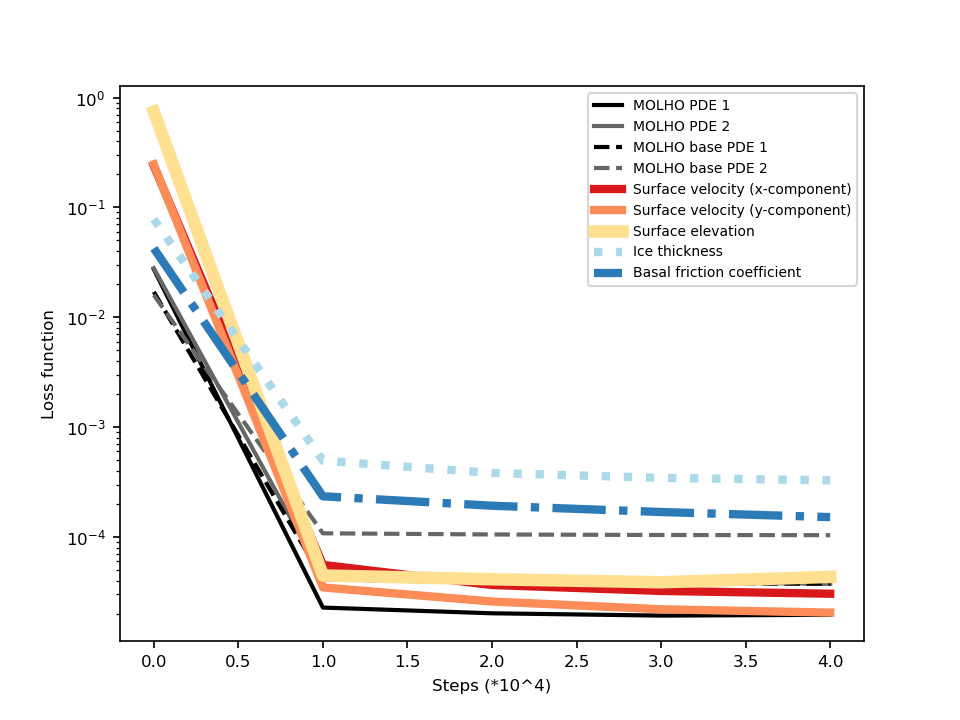 10⁰
10⁻¹
10⁻²
10⁻³
10⁻⁴
Loss function
MOLHO PDE 1
MOLHO PDE 2
MOLHO base PDE 1
MOLHO base PDE 2
Surface velocity (x-component)
Surface velocity (y-component)
Surface elevation
Ice thickness
Basal friction coefficient
0.0 0.5 1.0 1.5 2.0 2.5 3.0 3.5 4.0
Steps (*10^4)